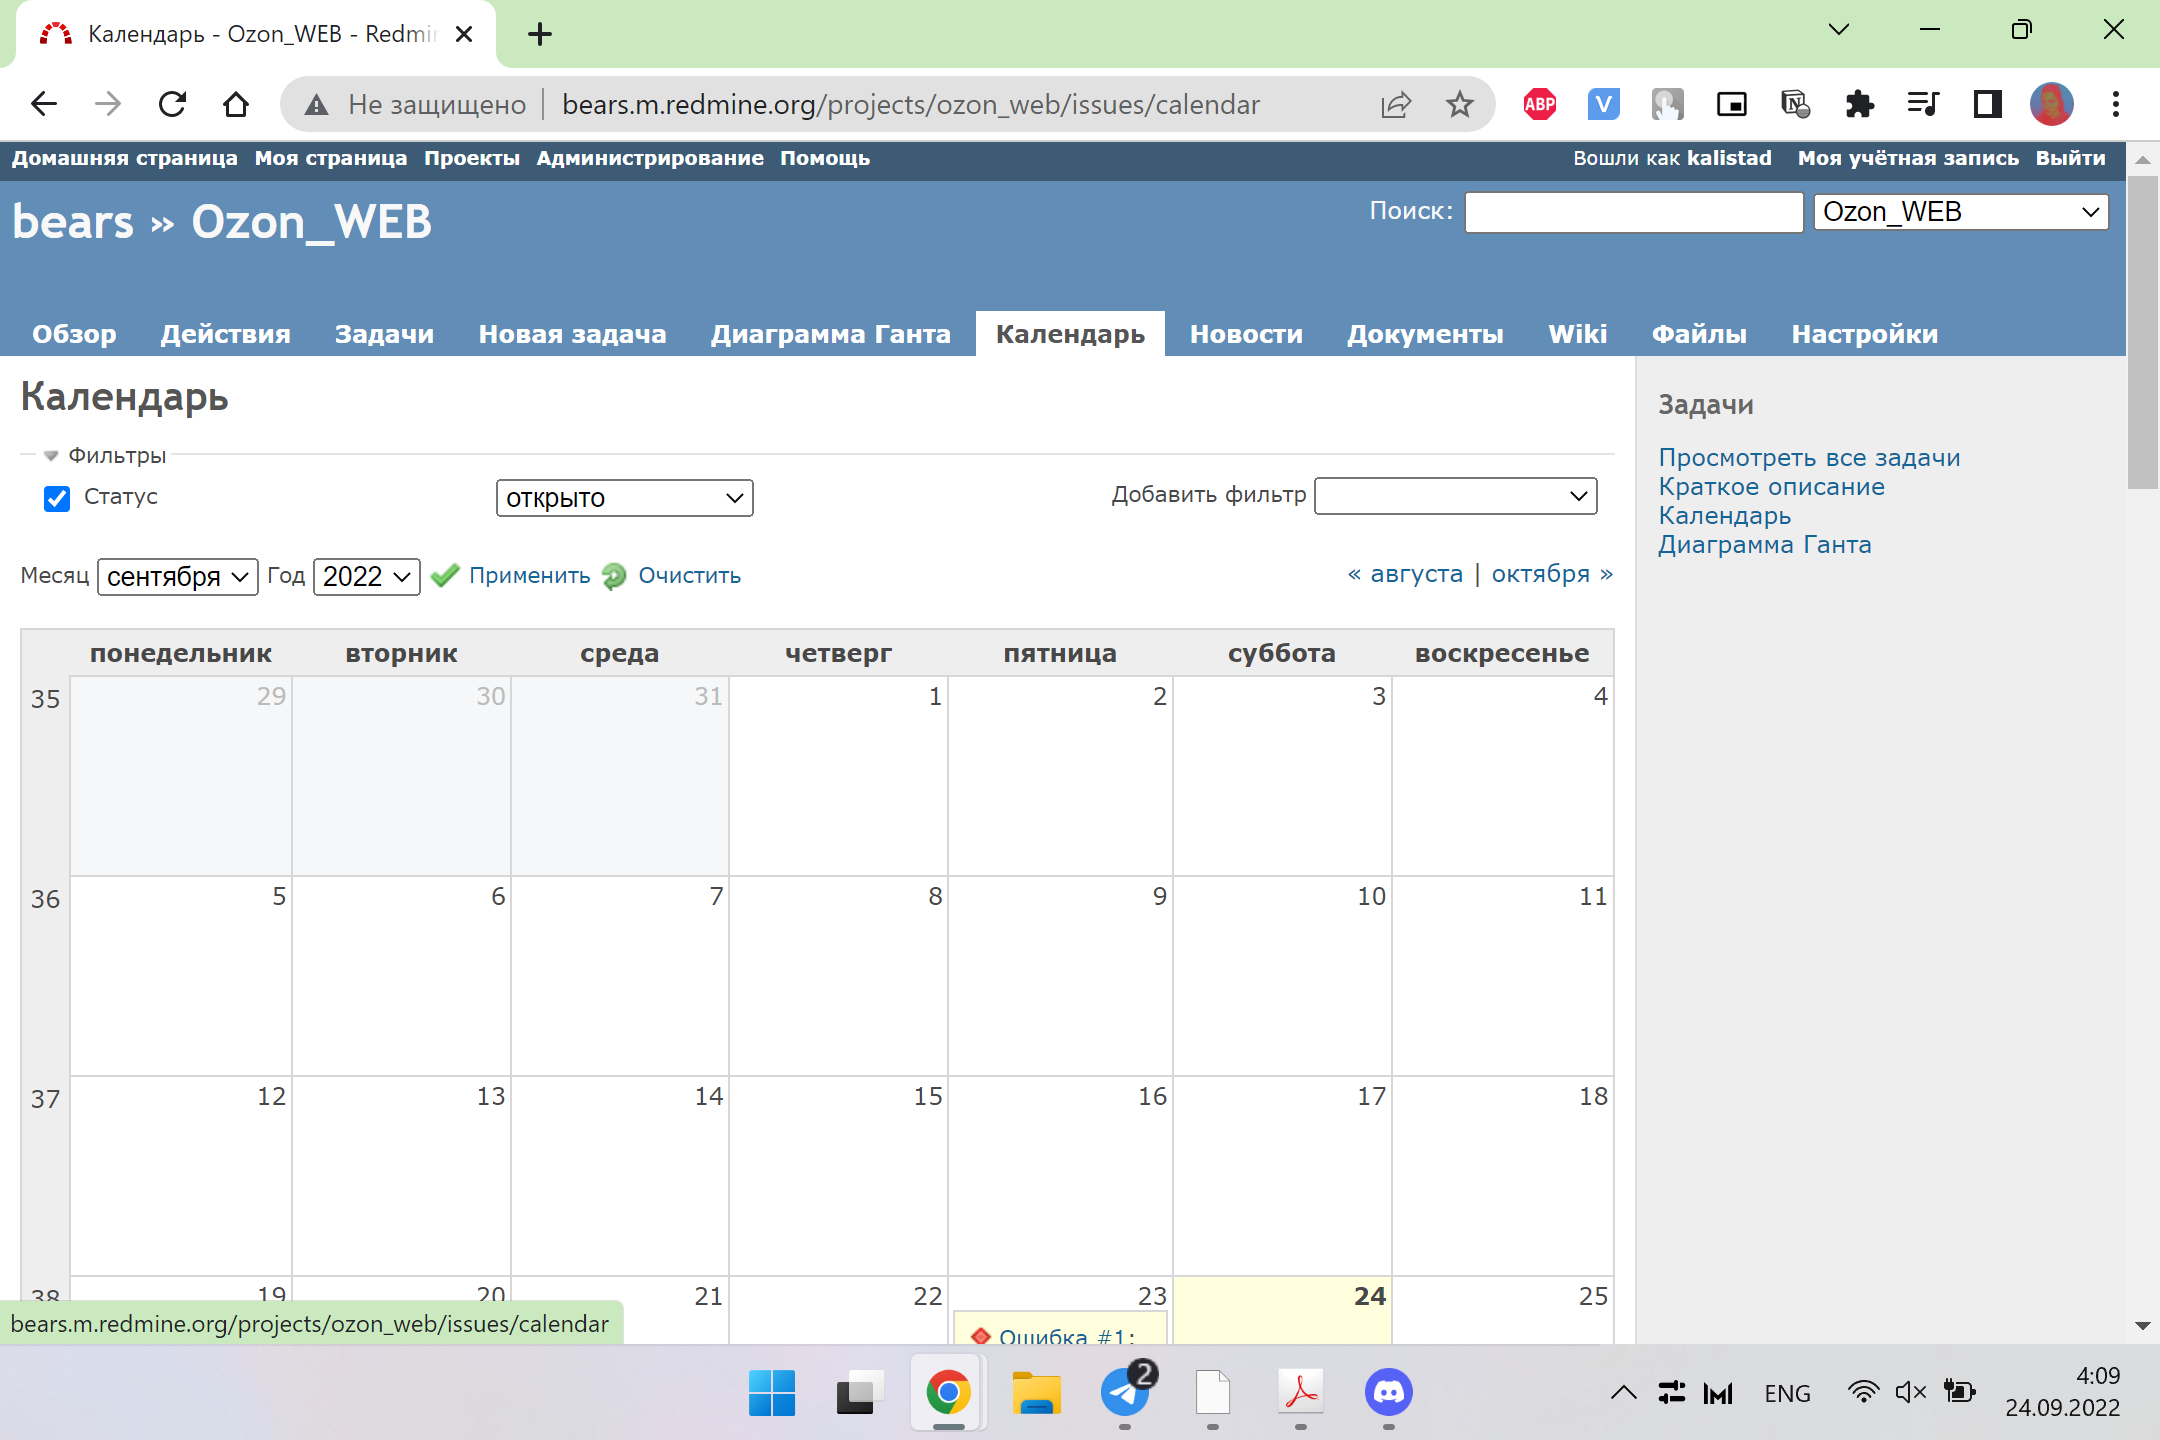 Календарь - Ozon_WEB - Redmi
Не защищено bears.m.redmine.org/projects/ozon_web/issues/calendar
ABP V N
Домашняя страница Моя страница Проекты Администрирование Помощь Вошли как kalistad Моя учётная запись Выйти
bears » Ozon_WEB Поиск: Ozon_WEB
Обзор Действия Задачи Новая задача Диаграмма Ганта Календарь Новости Документы Wiki Файлы Настройки
Календарь
Фильтры
Статус открыто Добавить фильтр
Месяц сентября Год 2022 Применить Очистить « августа | октября »
Задачи
Просмотреть все задачи
Краткое описание
Календарь
Диаграмма Ганта
понедельник вторник среда четверг пятница суббота воскресенье
35 29 30 31 1 2 3 4
36 5 6 7 8 9 10 11
37 12 13 14 15 16 17 18
38 19 20 21 22 23 24 25
Ошибка #1:
bears.m.redmine.org/projects/ozon_web/issues/calendar
2
ENG
4:09
24.09.2022